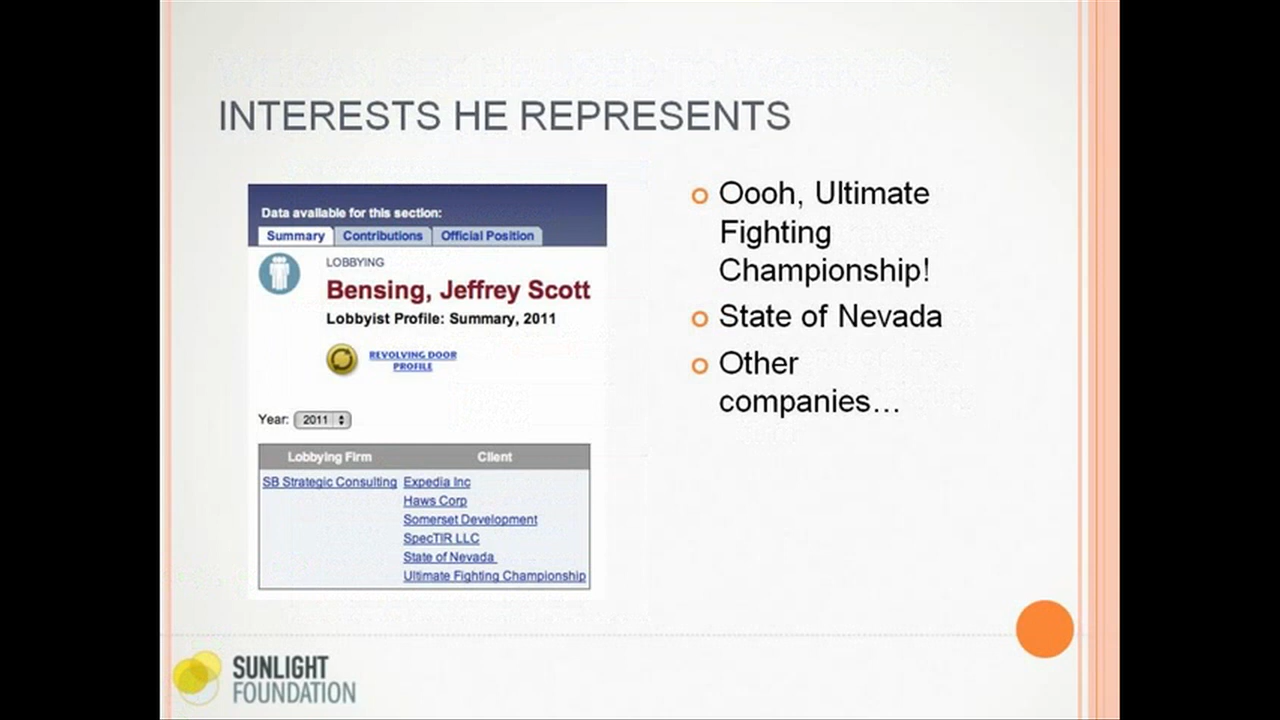 INTERESTS HE REPRESENTS
Data available for this section:
Summary Contributions Official Position
LOBBYING
Bensing, Jeffrey Scott
Lobbyist Profile: Summary, 2011
REVOLVING DOOR
PROFILE
Year: 2011
Lobbying Firm Client
SB Strategic Consulting Expedia Inc
Haws Corp
Somerset Development
SpecTIR LLC
State of Nevada
Ultimate Fighting Championship
Oooh, Ultimate
Fighting
Championship!
State of Nevada
Other
companies…
SUNLIGHT
FOUNDATION